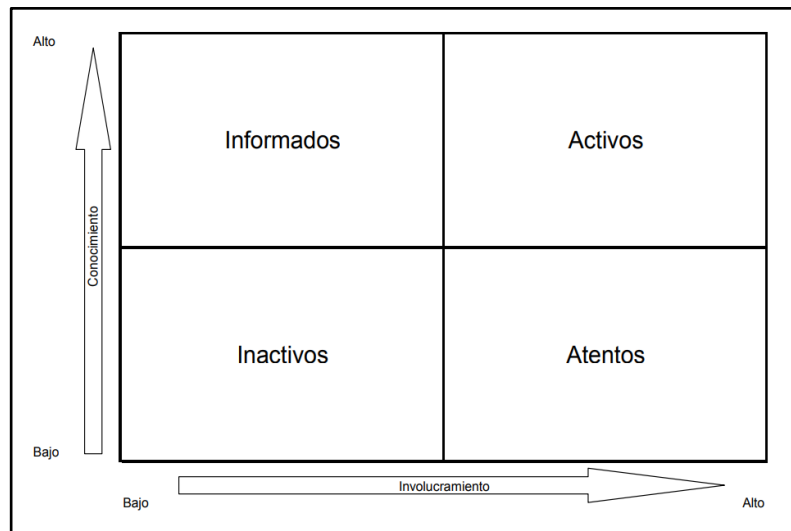 Alto
Informados
Activos
Conocimiento
Inactivos
Atentos
Bajo
Involucramiento
Bajo
Alto